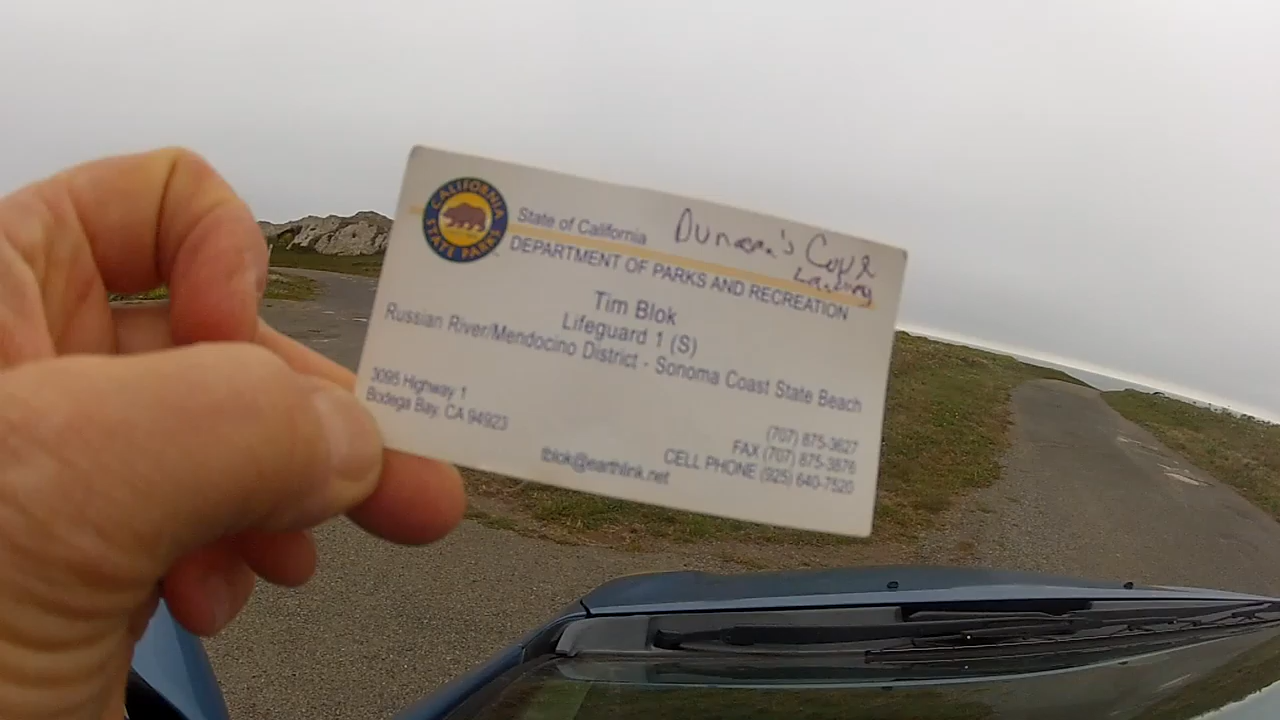 CALIFORNIA
STATE PARKS
State of California
DEPARTMENT OF PARKS AND RECREATION
Duncan's Cove
Landing
Tim Blok
Lifeguard 1 (S)
Russian River/Mendocino District - Sonoma Coast State Beach
3095 Highway 1
Bodega Bay, CA 94923
(707) 875-3627
FAX (707) 875-3876
CELL PHONE (925) 640-7520
tblok@earthlink.net